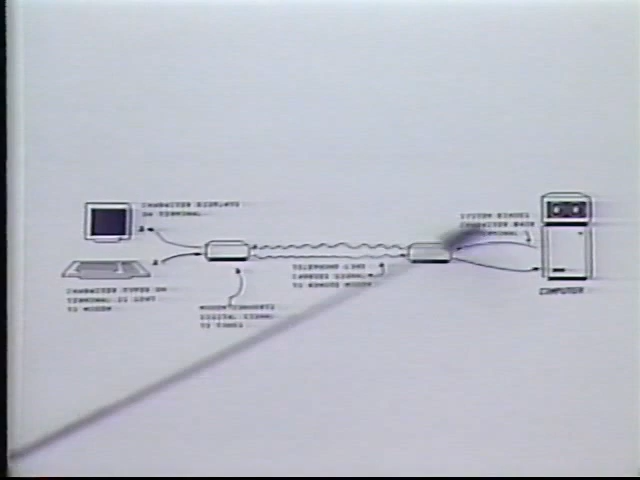 CHARACTER DISPLAYS
ON TERMINAL
CHARACTER TYPED ON
TERMINAL IS SENT
TO MODEM
MODEM CONVERTS
DIGITAL SIGNAL
TO TONES
TELEPHONE LINE
CARRIES SIGNAL
TO REMOTE MODEM
SYSTEM ECHOES
CHARACTER BACK
TERMINAL
COMPUTER